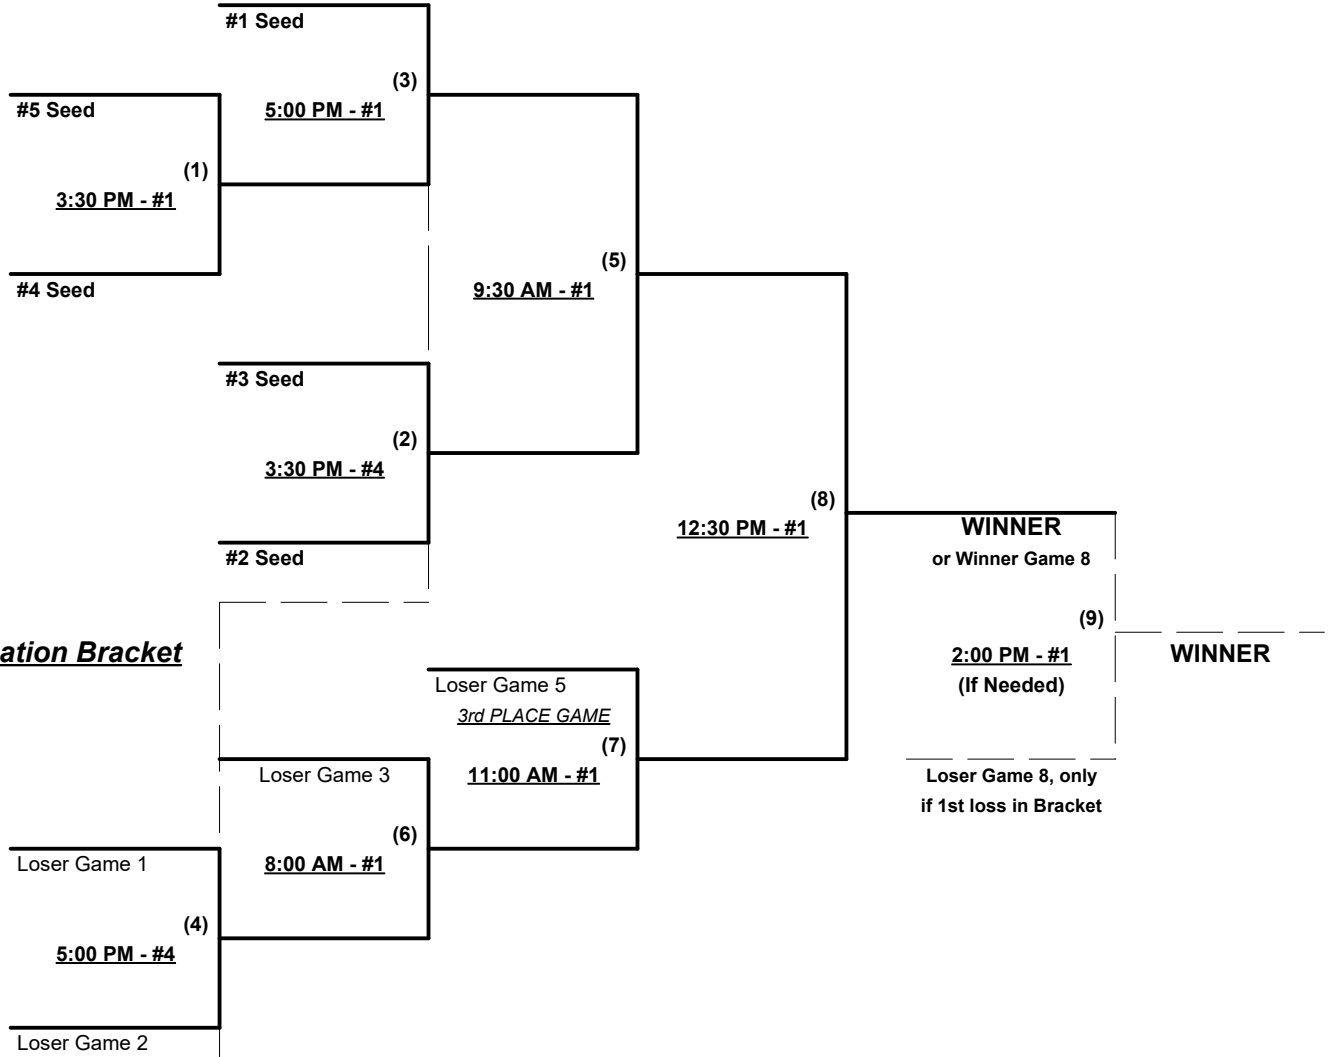 #1 Seed
(3)
5:00 PM - #1
#5 Seed
(1)
3:30 PM - #1
#4 Seed
(5)
9:30 AM - #1
#3 Seed
(2)
3:30 PM - #4
#2 Seed
(8)
12:30 PM - #1
WINNER
or Winner Game 8
(9)
2:00 PM - #1
(If Needed)
WINNER
Loser Game 8, only
if 1st loss in Bracket
ation Bracket
Loser Game 5
3rd PLACE GAME
(7)
11:00 AM - #1
Loser Game 3
(6)
8:00 AM - #1
Loser Game 1
(4)
5:00 PM - #4
Loser Game 2